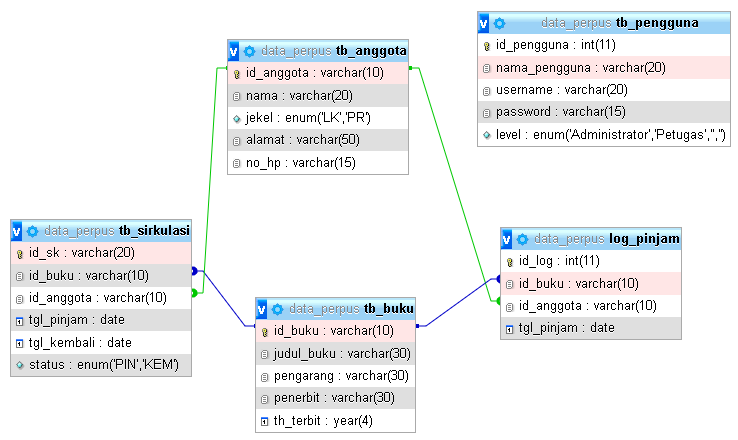 data_perpus tb_pengguna
id_pengguna : int(11)
nama_pengguna : varchar(20)
username : varchar(20)
password : varchar(15)
level : enum('Administrator','Petugas','','')
data_perpus tb_anggota
id_anggota : varchar(10)
nama : varchar(20)
jekel : enum('LK','PR')
alamat : varchar(50)
no_hp : varchar(15)
data_perpus tb_sirkulasi
id_sk : varchar(20)
id_buku : varchar(10)
id_anggota : varchar(10)
tgl_pinjam : date
tgl_kembali : date
status : enum('PIN','KEM')
data_perpus log_pinjam
id_log : int(11)
id_buku : varchar(10)
id_anggota : varchar(10)
tgl_pinjam : date
data_perpus tb_buku
id_buku : varchar(10)
judul_buku : varchar(30)
pengarang : varchar(30)
penerbit : varchar(30)
th_terbit : year(4)